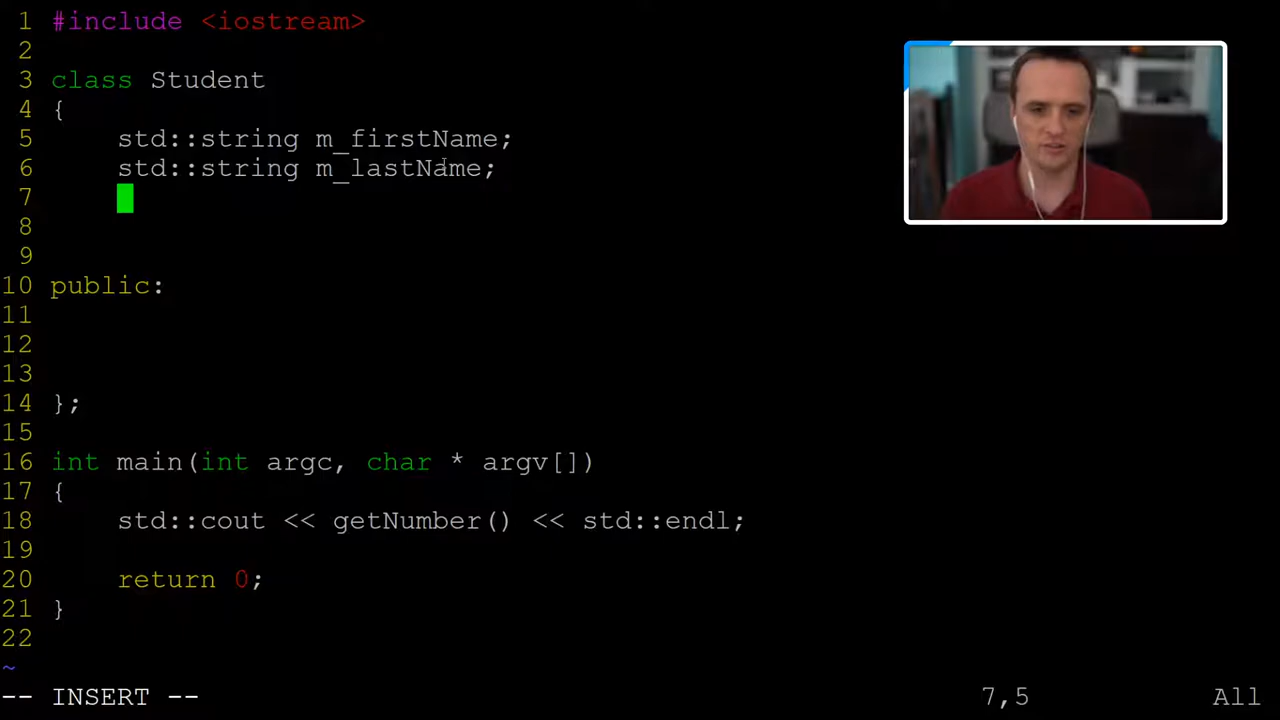 1 #include <iostream>
2
3 class Student
4 {
5     std::string m_firstName;
6     std::string m_lastName;
7
8
9
10 public:
11
12
13
14 };
15
16 int main(int argc, char * argv[])
17 {
18     std::cout << getNumber() << std::endl;
19
20     return 0;
21 }
22
~
-- INSERT -- 7,5 All